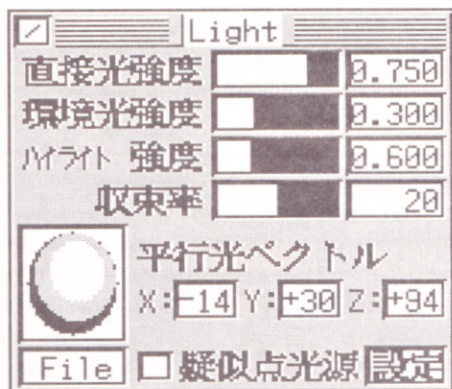 Light
直接光強度 0.750
環境光強度 0.300
ハイライト 強度 0.600
収束率 20
平行光ベクトル
X:-14 Y:+30 Z:+94
File 疑似点光源 設定